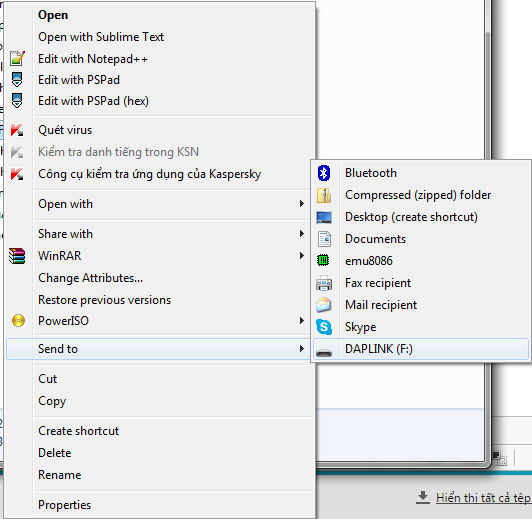 Open
Open with Sublime Text
Edit with Notepad++
Edit with PSPad
Edit with PSPad (hex)
Quét virus
Kiểm tra danh tiếng trong KSN
Công cụ kiểm tra ứng dụng của Kaspersky
Open with
Share with
WinRAR
Change Attributes...
Restore previous versions
PowerISO
Send to
Cut
Copy
Create shortcut
Delete
Rename
Properties
Bluetooth
Compressed (zipped) folder
Desktop (create shortcut)
Documents
emu8086
Fax recipient
Mail recipient
Skype
DAPLINK (F:)
Hiển thị tất cả tệp